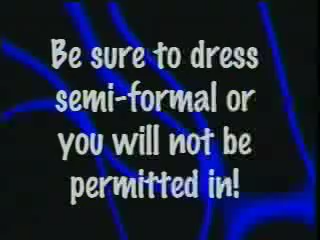 Be sure to dress
semi-formal or
you will not be
permitted in!